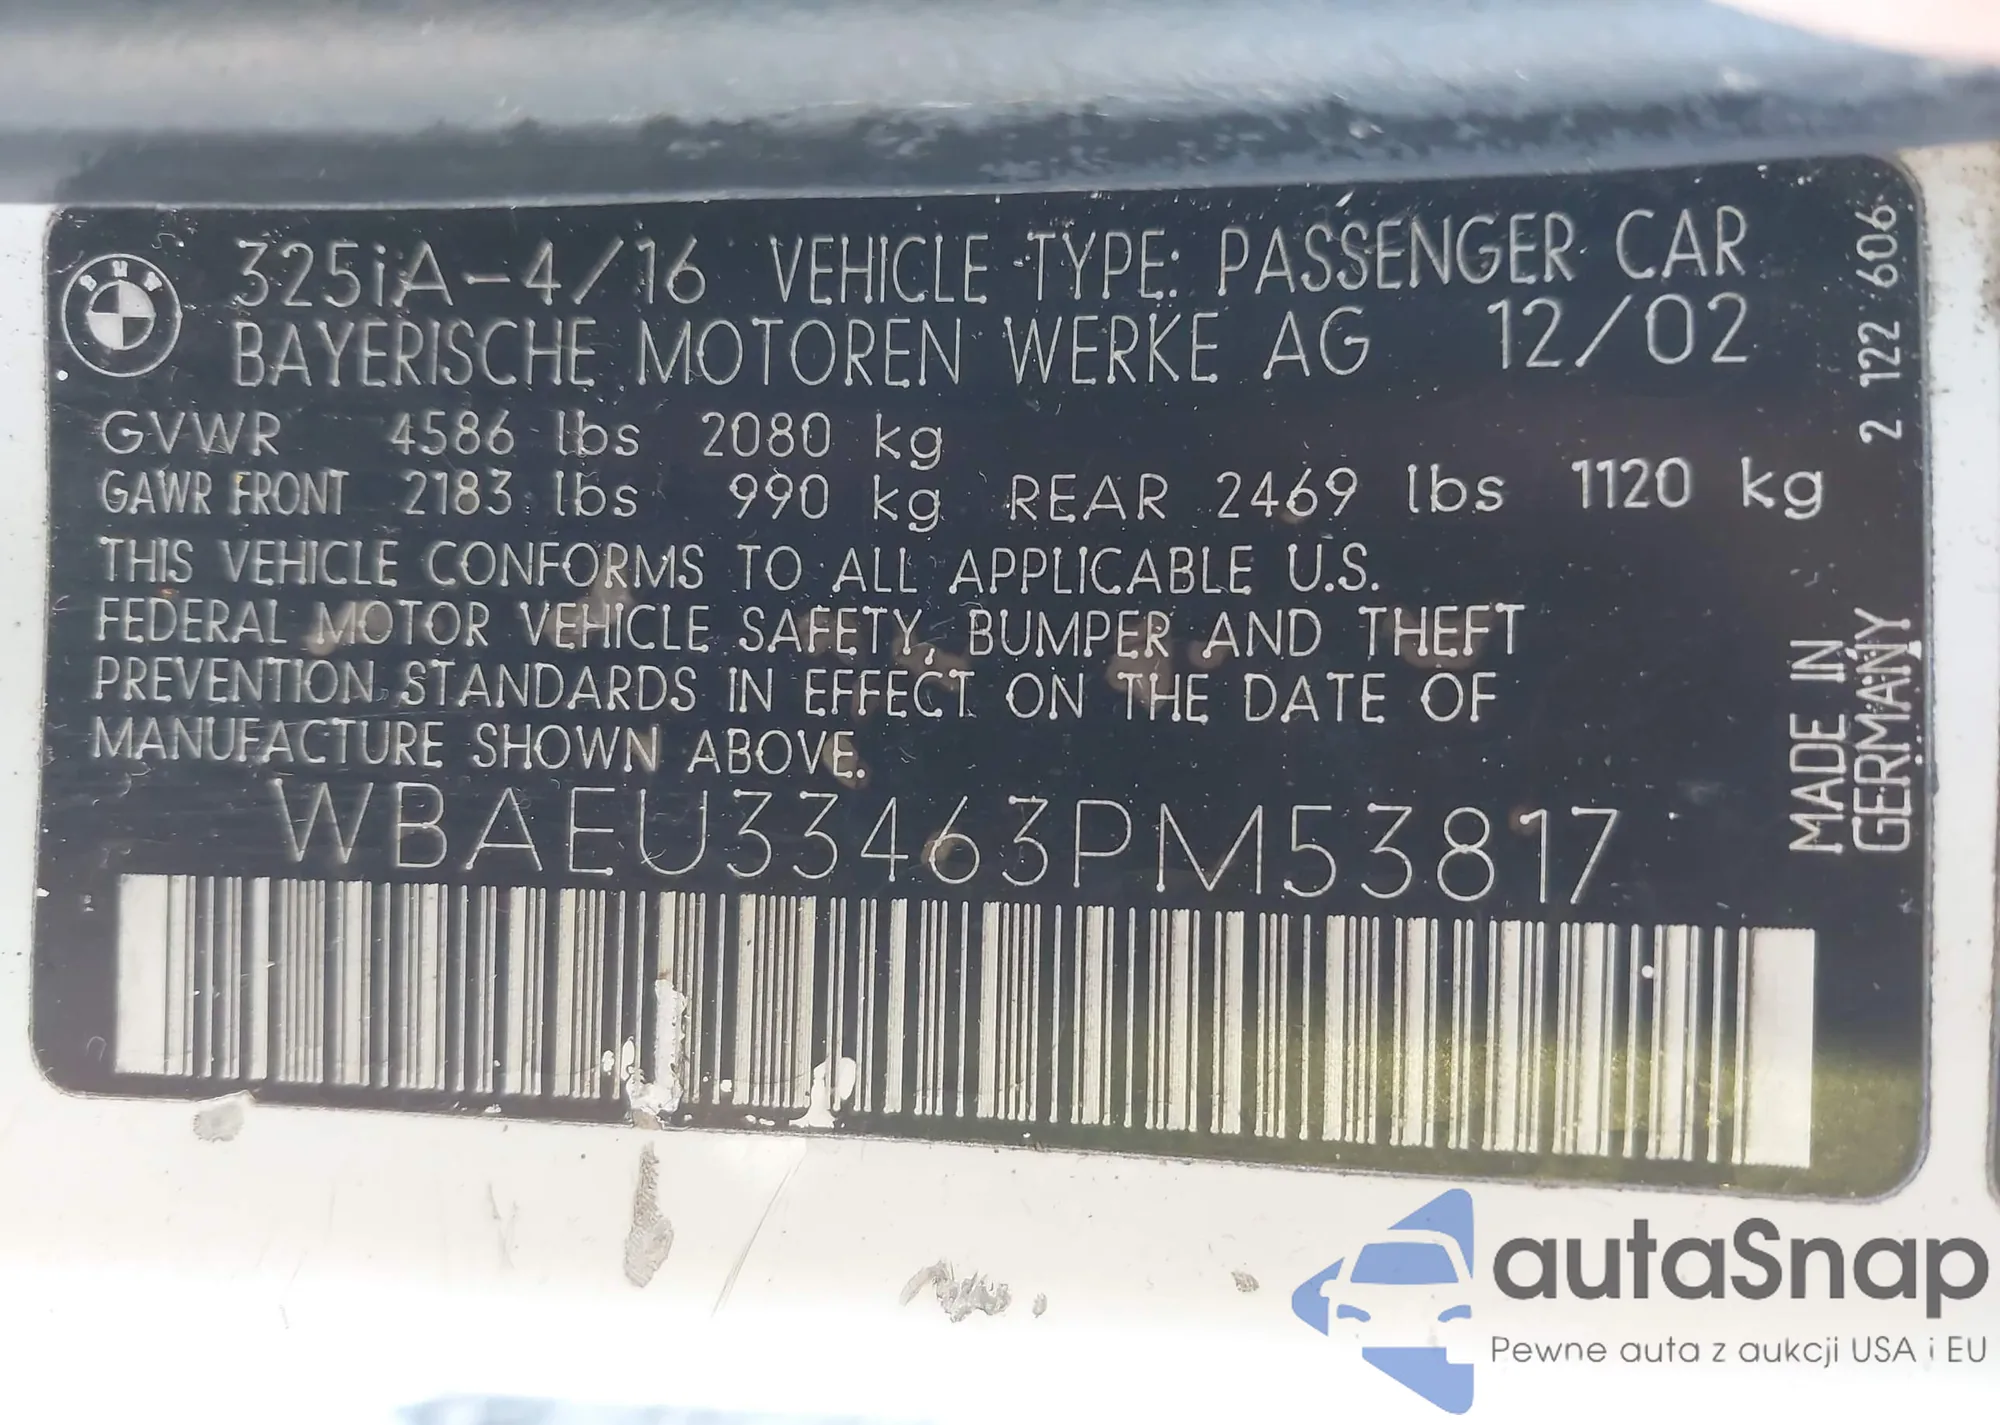 BMW
325iA-4/16 VEHICLE TYPE: PASSENGER CAR
BAYERISCHE MOTOREN WERKE AG 12/02
GVWR 4586 lbs 2080 kg
GAWR FRONT 2183 lbs 990 kg REAR 2469 lbs 1120 kg
THIS VEHICLE CONFORMS TO ALL APPLICABLE U.S.
FEDERAL MOTOR VEHICLE SAFETY, BUMPER AND THEFT
PREVENTION STANDARDS IN EFFECT ON THE DATE OF
MANUFACTURE SHOWN ABOVE.
WBAEU33463PM53817
2 122 606
MADE IN
GERMANY
autaSnap
Pewne auta z aukcji USA i EU